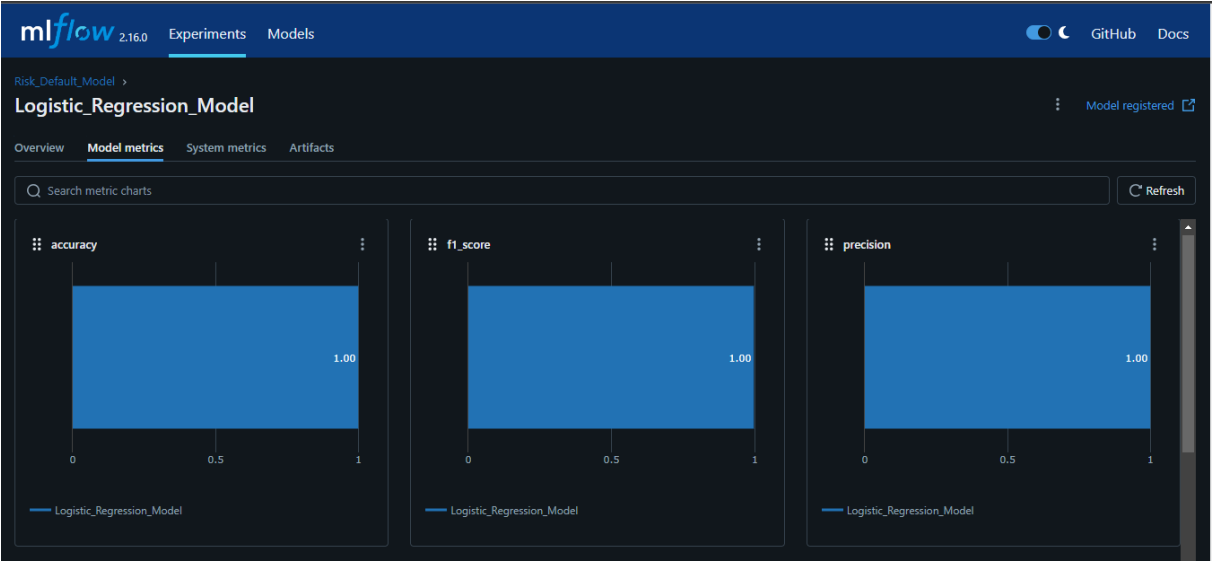 mlflow 2.16.0 Experiments Models GitHub Docs
Risk_Default_Model ›
Logistic_Regression_Model Model registered
Overview Model metrics System metrics Artifacts
Search metric charts Refresh
accuracy f1_score precision
1.00 1.00 1.00
0 0.5 1 0 0.5 1 0 0.5 1
Logistic_Regression_Model Logistic_Regression_Model Logistic_Regression_Model